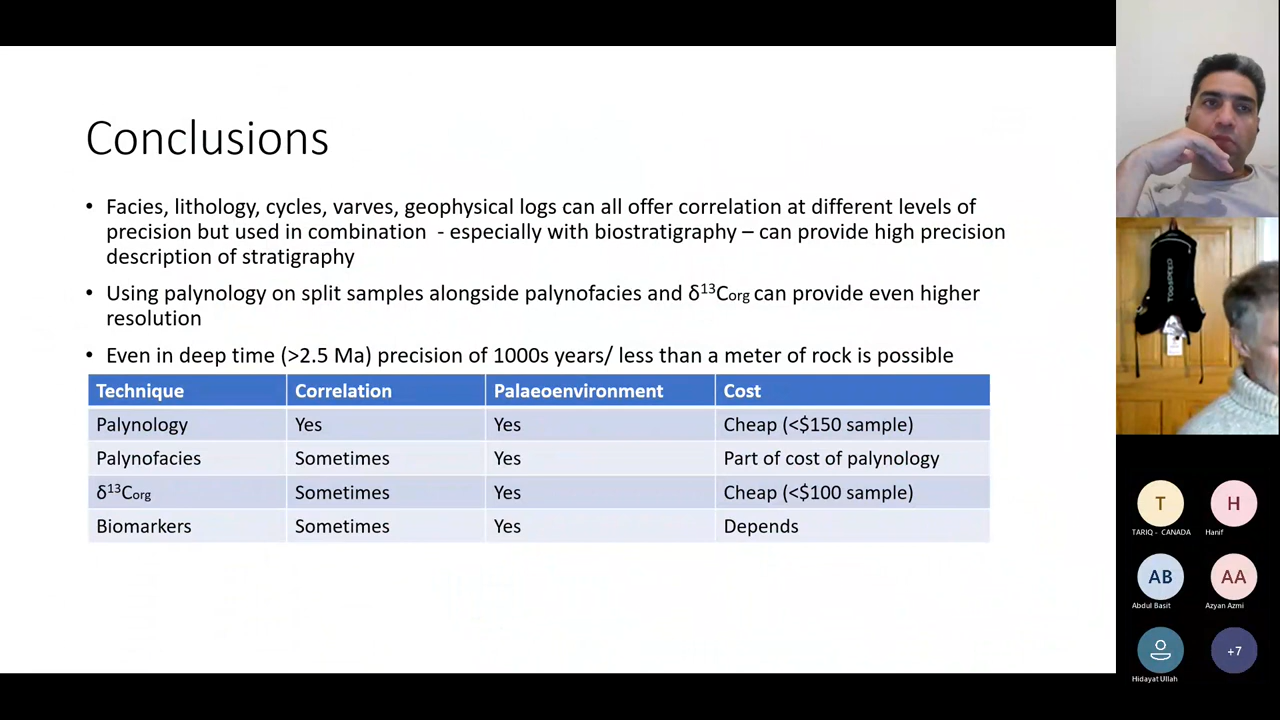 Conclusions
• Facies, lithology, cycles, varves, geophysical logs can all offer correlation at different levels of
precision but used in combination - especially with biostratigraphy – can provide high precision
description of stratigraphy
• Using palynology on split samples alongside palynofacies and δ¹³Corg can provide even higher
resolution
• Even in deep time (>2.5 Ma) precision of 1000s years/ less than a meter of rock is possible
Technique Correlation Palaeoenvironment Cost
Palynology Yes Yes Cheap (<$150 sample)
Palynofacies Sometimes Yes Part of cost of palynology
δ¹³Corg Sometimes Yes Cheap (<$100 sample)
Biomarkers Sometimes Yes Depends
TOOSPEED
T H
TARIQ - CANADA Hanif
AB AA
Abdul Basit Azyan Azmi
+7
Hidayat Ullah